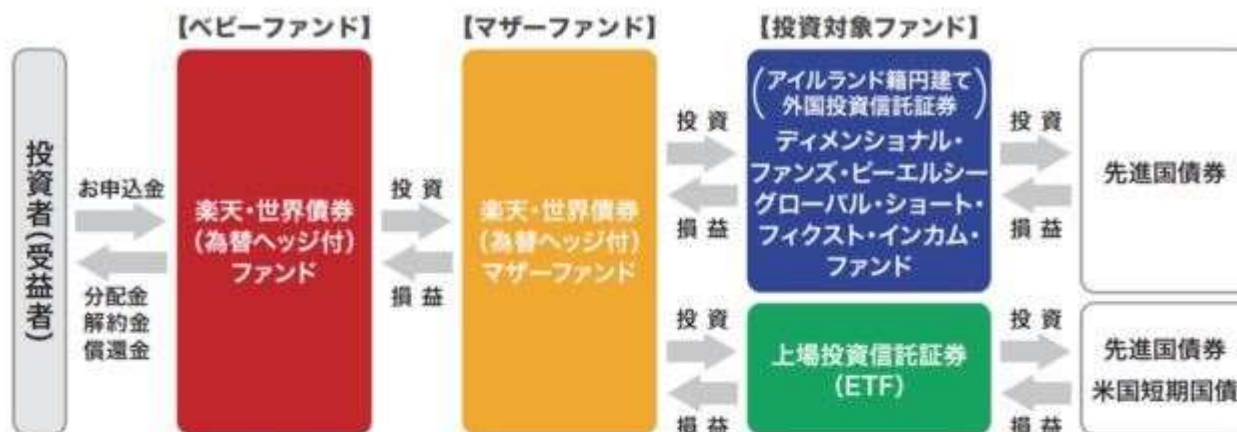 【ベビーファンド】
【マザーファンド】
【投資対象ファンド】
投資者(受益者)
お申込金
分配金
解約金
償還金
楽天・世界債券
(為替ヘッジ付)
ファンド
投資
損益
楽天・世界債券
(為替ヘッジ付)
マザーファンド
投資
損益
(アイルランド籍円建て
外国投資信託証券)
ディメンショナル・
ファンズ・ピーエルシー
グローバル・ショート・
フィクスト・インカム・
ファンド
投資
損益
先進国債券
投資
損益
上場投資信託証券
(ETF)
投資
損益
先進国債券
米国短期国債